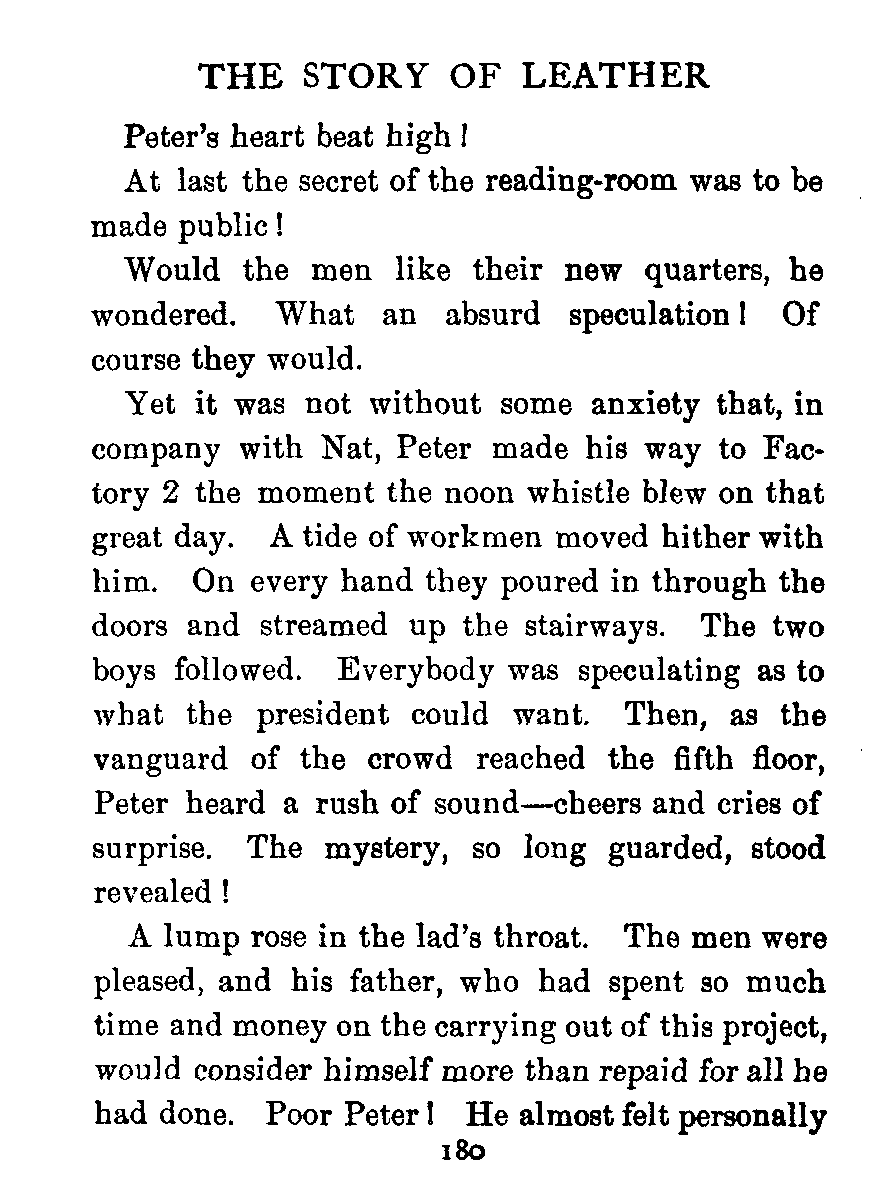 THE STORY OF LEATHER
Peter's heart beat high!
At last the secret of the reading-room was to be
made public!
Would the men like their new quarters, he
wondered. What an absurd speculation! Of
course they would.
Yet it was not without some anxiety that, in
company with Nat, Peter made his way to Fac-
tory 2 the moment the noon whistle blew on that
great day. A tide of workmen moved hither with
him. On every hand they poured in through the
doors and streamed up the stairways. The two
boys followed. Everybody was speculating as to
what the president could want. Then, as the
vanguard of the crowd reached the fifth floor,
Peter heard a rush of sound—cheers and cries of
surprise. The mystery, so long guarded, stood
revealed!
A lump rose in the lad's throat. The men were
pleased, and his father, who had spent so much
time and money on the carrying out of this project,
would consider himself more than repaid for all he
had done. Poor Peter! He almost felt personally
180